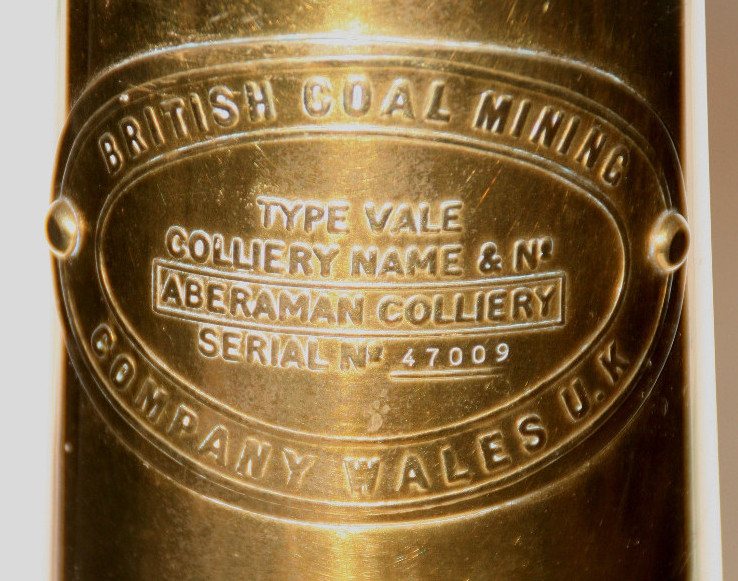 BRITISH COAL MINING
TYPE VALE
COLLIERY NAME & Nº
ABERAMAN COLLIERY
SERIAL Nº 47009
COMPANY WALES U.K